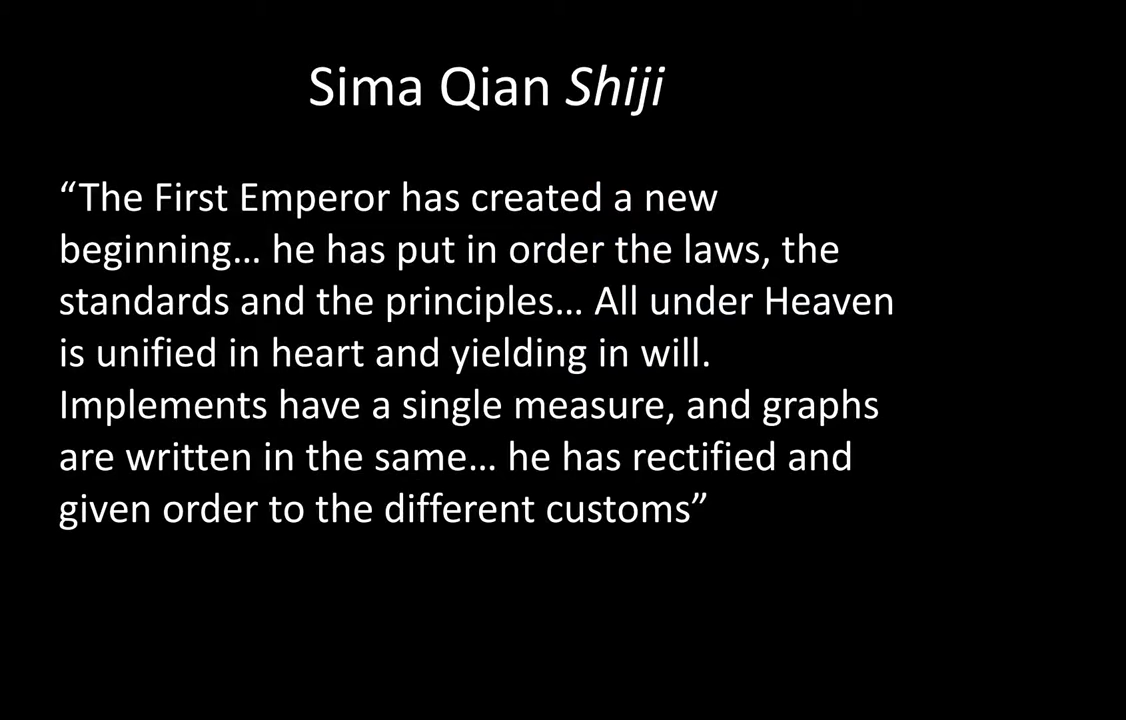 Sima Qian Shiji
“The First Emperor has created a new
beginning… he has put in order the laws, the
standards and the principles… All under Heaven
is unified in heart and yielding in will.
Implements have a single measure, and graphs
are written in the same… he has rectified and
given order to the different customs”